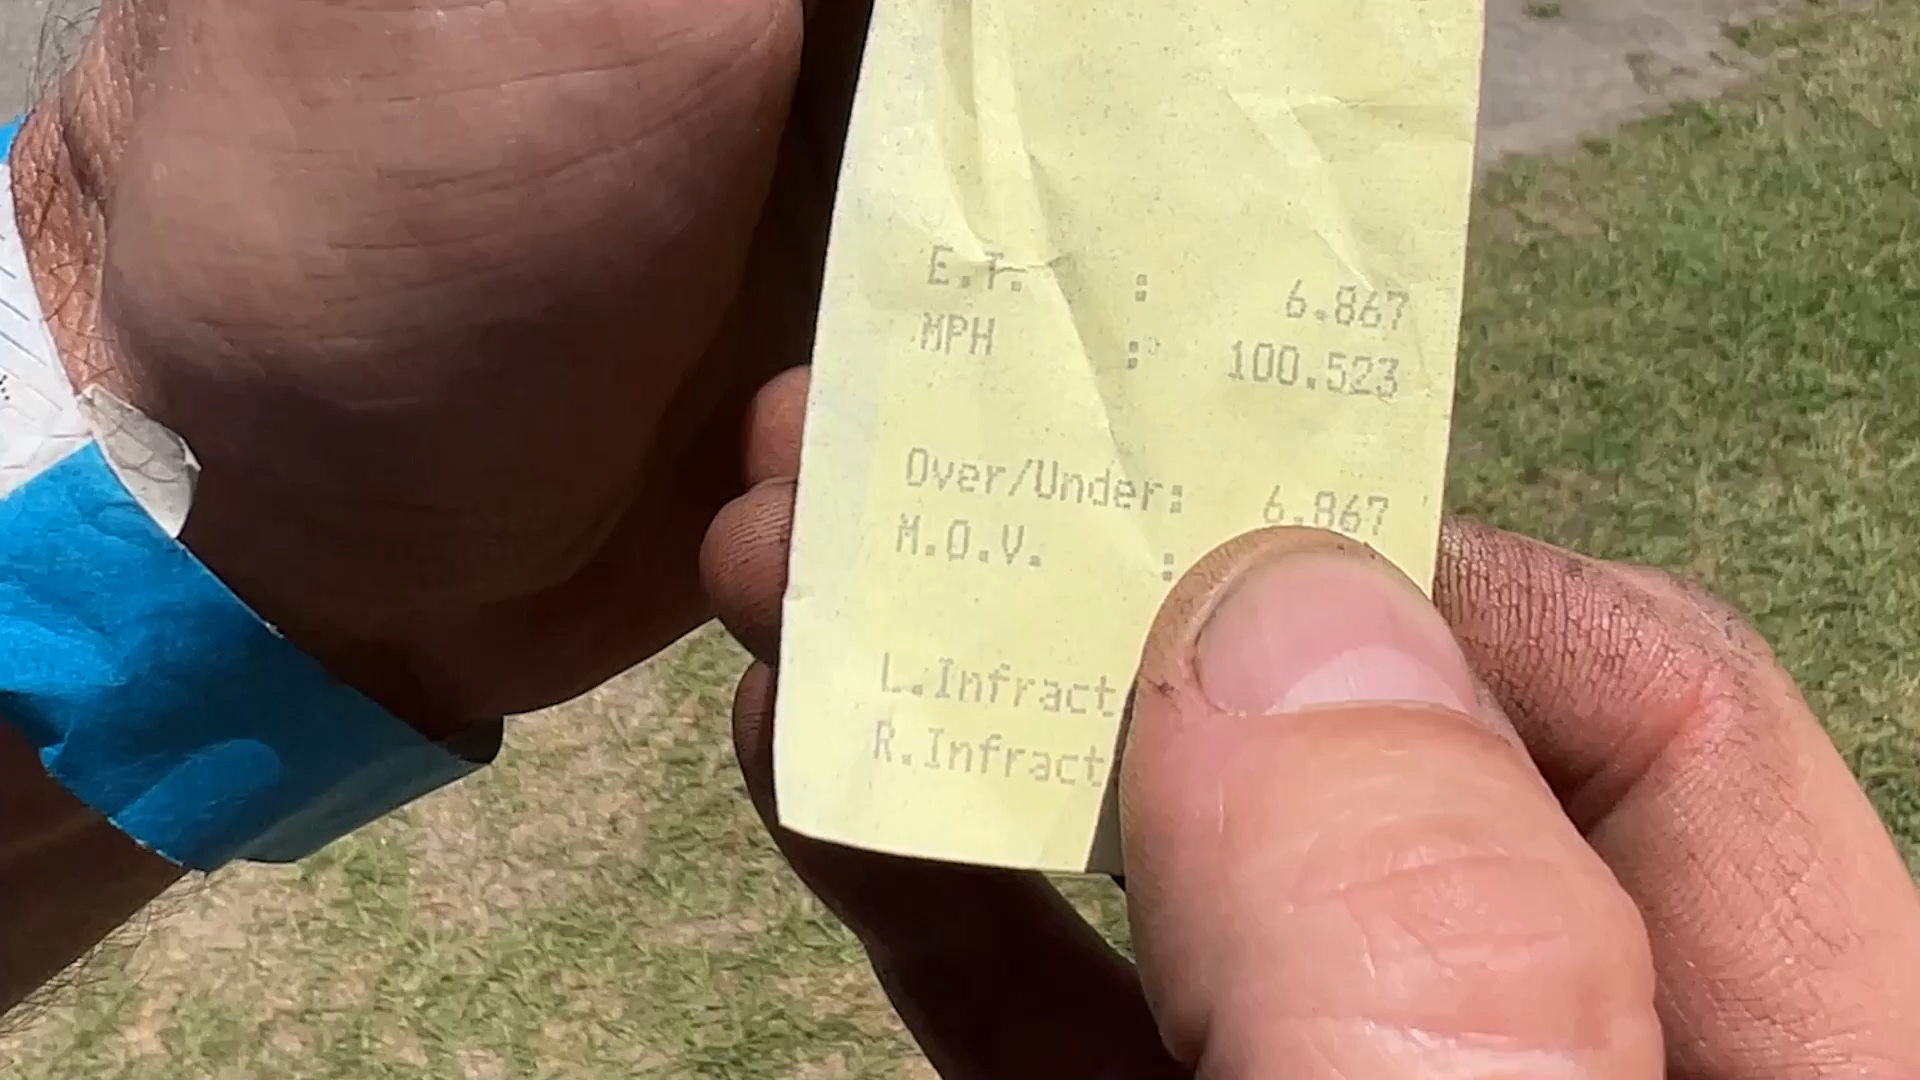 E.T. : 6.867
MPH : 100.523
Over/Under: 6.867
M.O.V. :
L.Infract
R.Infract